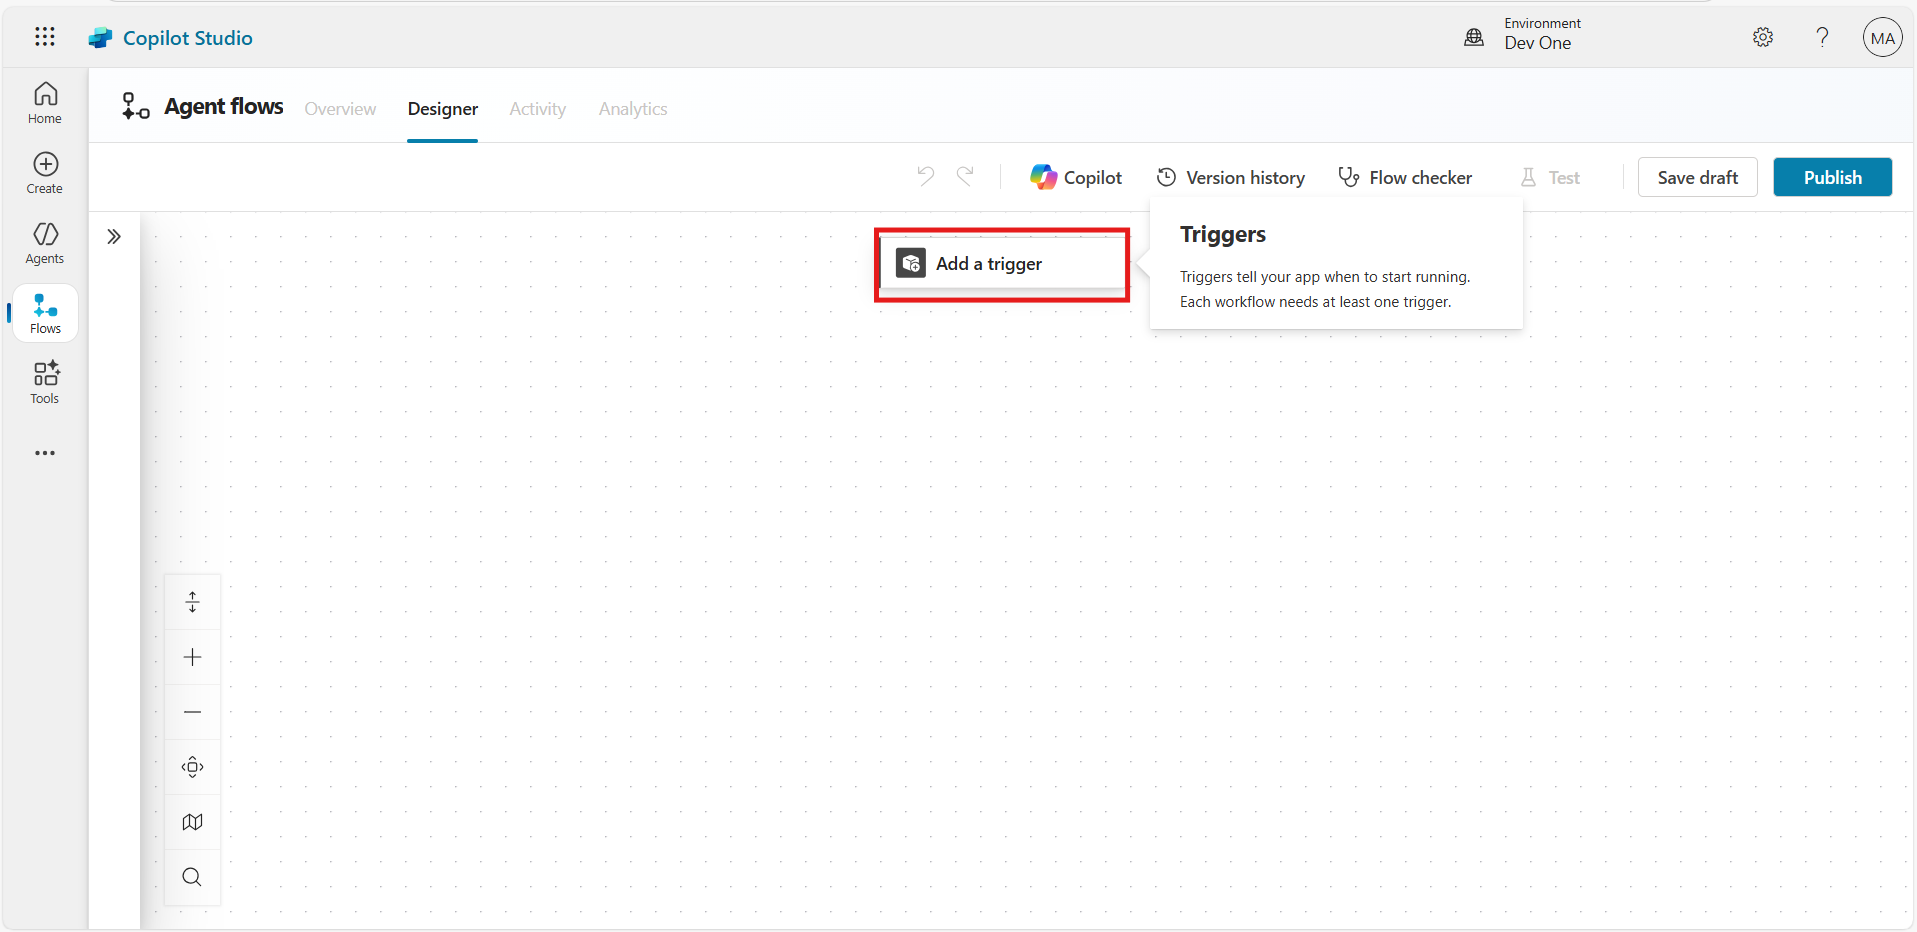 Copilot Studio
Environment
Dev One
?
MA
Home
Create
Agents
Flows
Tools
Agent flows
Overview
Designer
Activity
Analytics
Copilot
Version history
Flow checker
Test
Save draft
Publish
Add a trigger
Triggers
Triggers tell your app when to start running.
Each workflow needs at least one trigger.